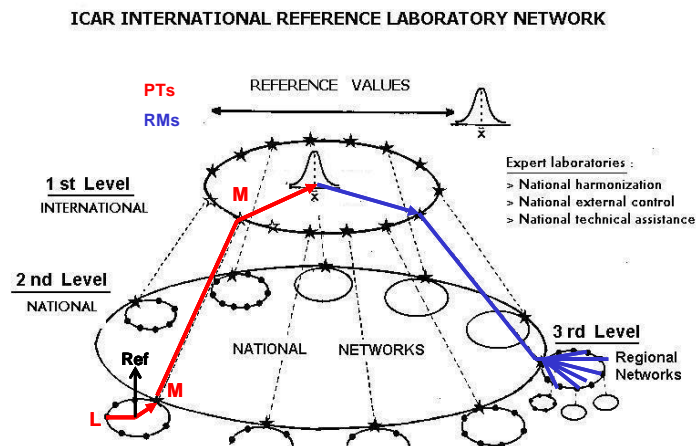 ICAR INTERNATIONAL REFERENCE LABORATORY NETWORK
PTs
REFERENCE VALUES
RMs
x̌
Expert laboratories :
> National harmonization
> National external control
> National technical assistance
1 st Level
INTERNATIONAL
M
x̌
2 nd Level
NATIONAL
3 rd Level
Ref
NATIONAL NETWORKS
Regional
Networks
M
L